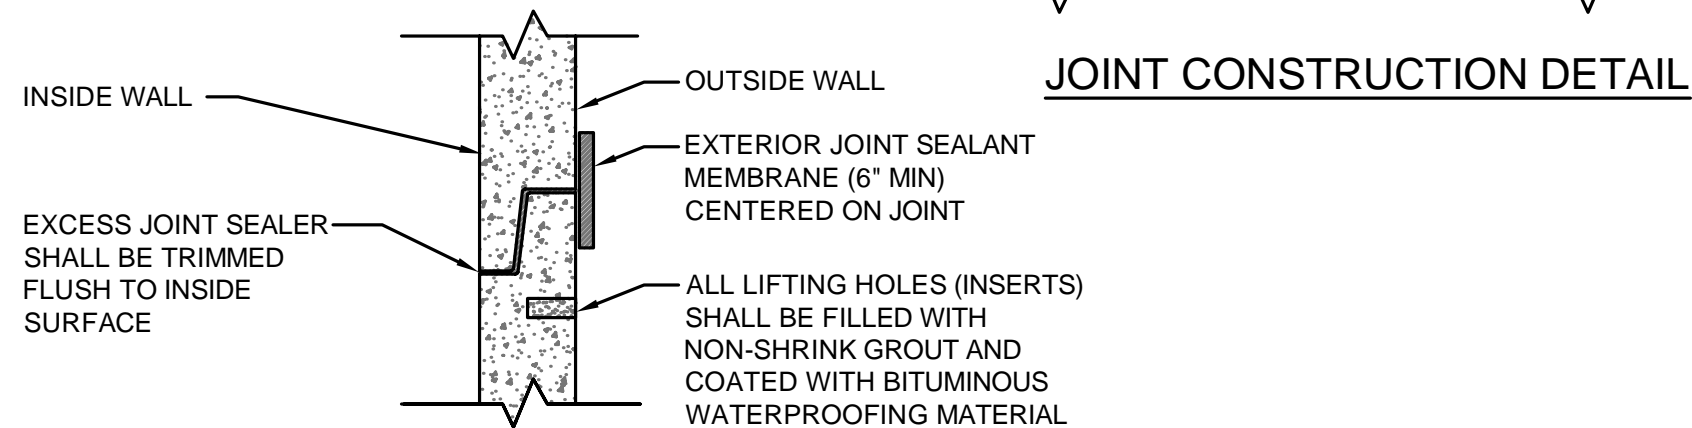 INSIDE WALL
EXCESS JOINT SEALER
SHALL BE TRIMMED
FLUSH TO INSIDE
SURFACE
OUTSIDE WALL
EXTERIOR JOINT SEALANT
MEMBRANE (6" MIN)
CENTERED ON JOINT
ALL LIFTING HOLES (INSERTS)
SHALL BE FILLED WITH
NON-SHRINK GROUT AND
COATED WITH BITUMINOUS
WATERPROOFING MATERIAL
JOINT CONSTRUCTION DETAIL